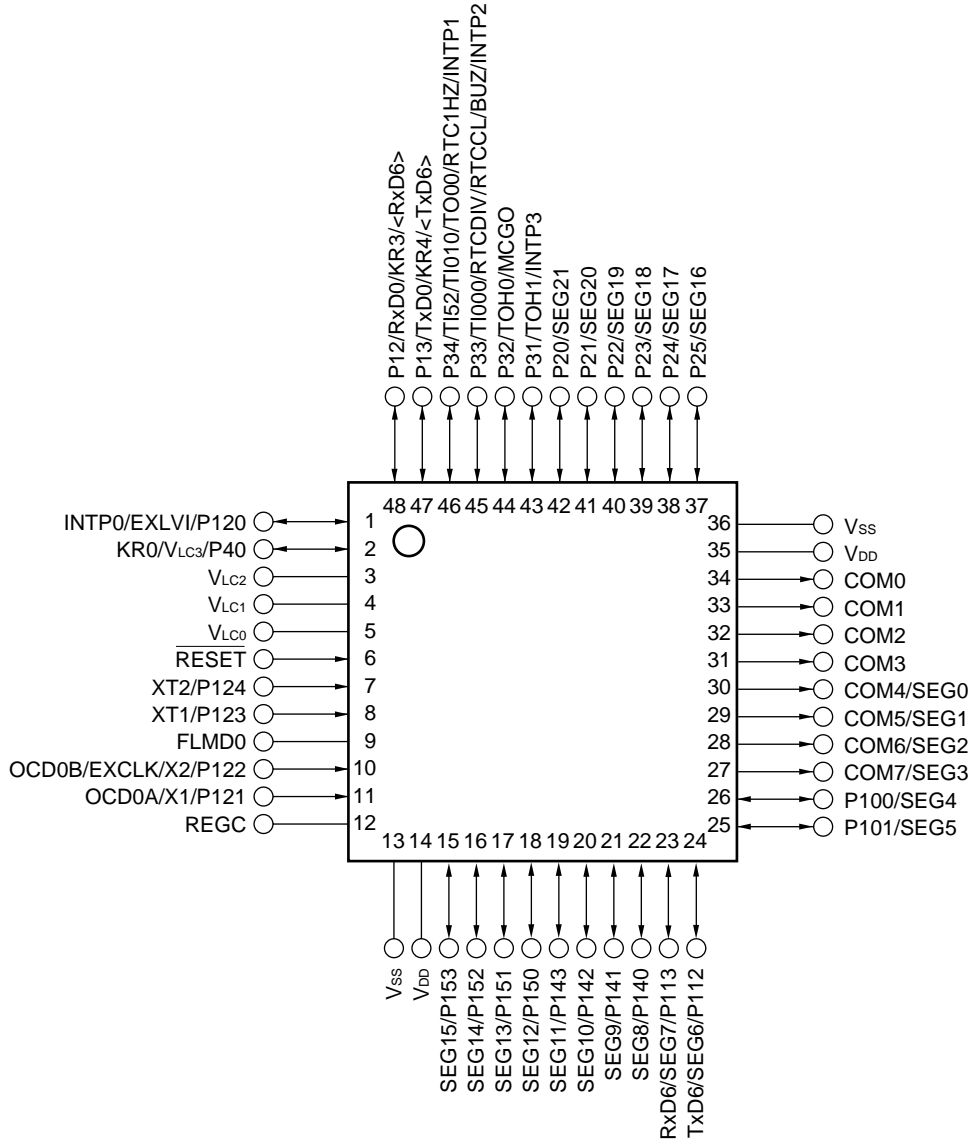 P12/RxD0/KR3/<RxD6>
P13/TxD0/KR4/<TxD6>
P34/TI52/TI010/TO00/RTC1HZ/INTP1
P33/TI000/RTCDIV/RTCCL/BUZ/INTP2
P32/TOH0/MCGO
P31/TOH1/INTP3
P20/SEG21
P21/SEG20
P22/SEG19
P23/SEG18
P24/SEG17
P25/SEG16
48 47 46 45 44 43 42 41 40 39 38 37
INTP0/EXLVI/P120 1
KR0/VLC3/P40 2
VLC2 3
VLC1 4
VLC0 5
RESET 6
XT2/P124 7
XT1/P123 8
FLMD0 9
OCD0B/EXCLK/X2/P122 10
OCD0A/X1/P121 11
REGC 12
36 VSS
35 VDD
34 COM0
33 COM1
32 COM2
31 COM3
30 COM4/SEG0
29 COM5/SEG1
28 COM6/SEG2
27 COM7/SEG3
26 P100/SEG4
25 P101/SEG5
13 14 15 16 17 18 19 20 21 22 23 24
VSS
VDD
SEG15/P153
SEG14/P152
SEG13/P151
SEG12/P150
SEG11/P143
SEG10/P142
SEG9/P141
SEG8/P140
RxD6/SEG7/P113
TxD6/SEG6/P112